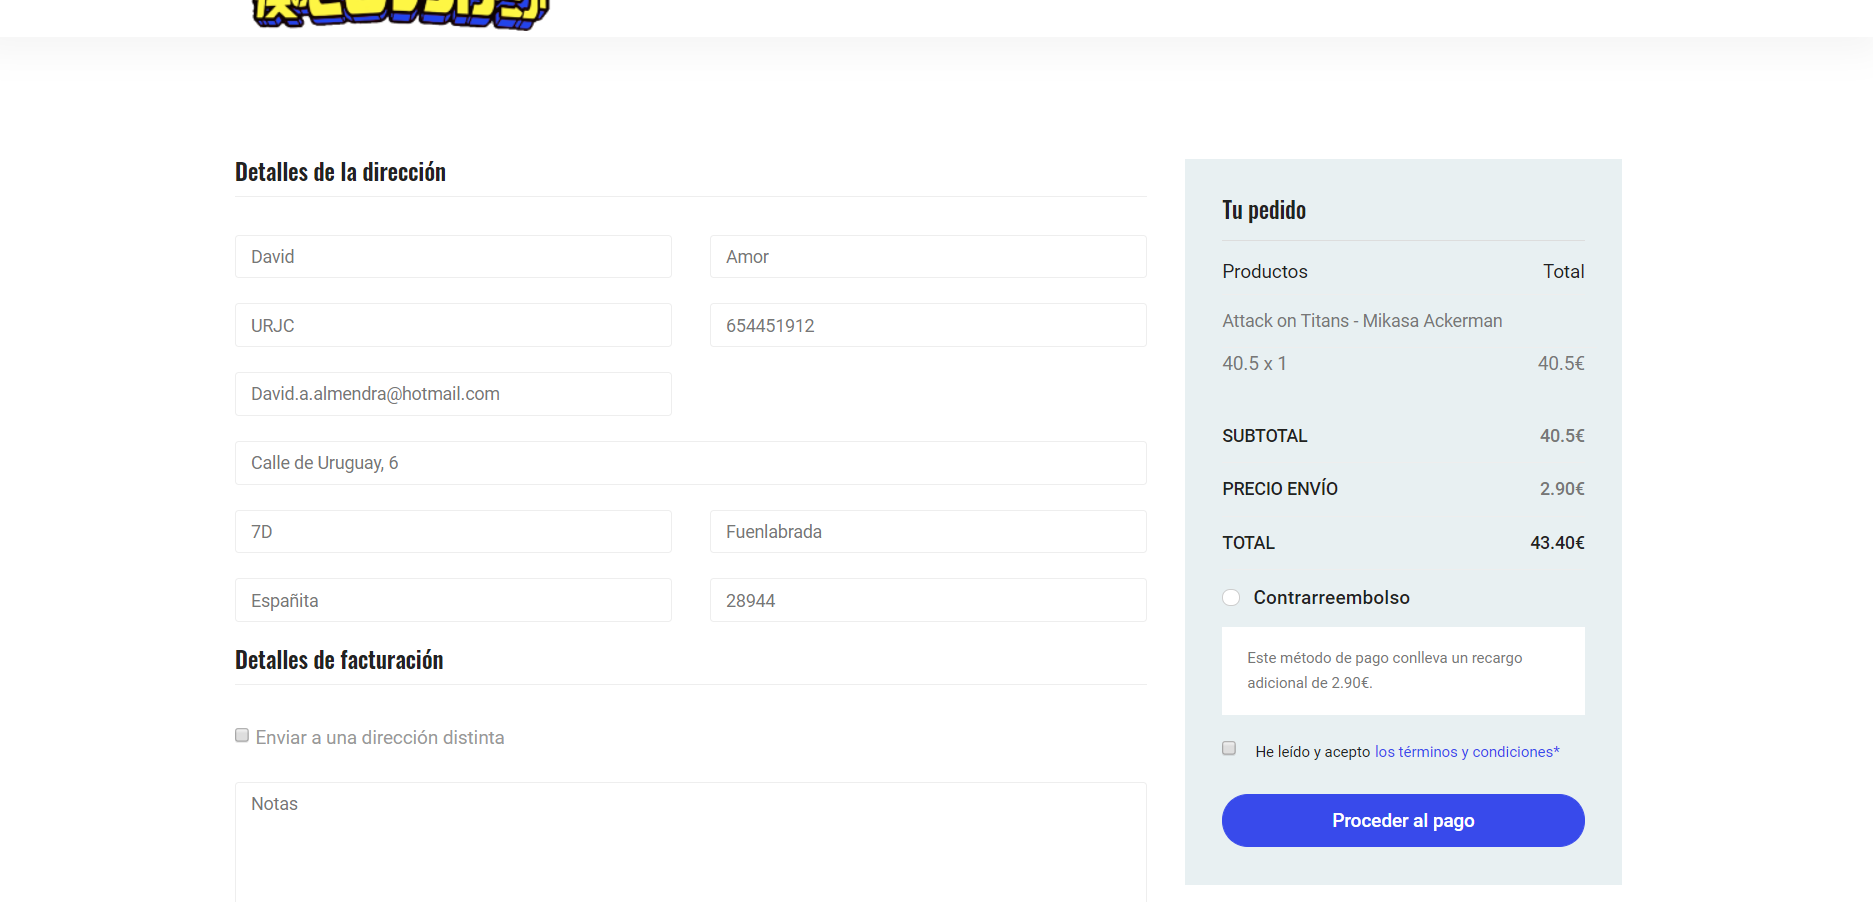 Detalles de la dirección
David
Amor
URJC
654451912
David.a.almendra@hotmail.com
Calle de Uruguay, 6
7D
Fuenlabrada
Españita
28944
Detalles de facturación
Enviar a una dirección distinta
Notas
Tu pedido
Productos Total
Attack on Titans - Mikasa Ackerman
40.5 x 1 40.5€
SUBTOTAL 40.5€
PRECIO ENVÍO 2.90€
TOTAL 43.40€
Contrarreembolso
Este método de pago conlleva un recargo
adicional de 2.90€.
He leído y acepto los términos y condiciones*
Proceder al pago